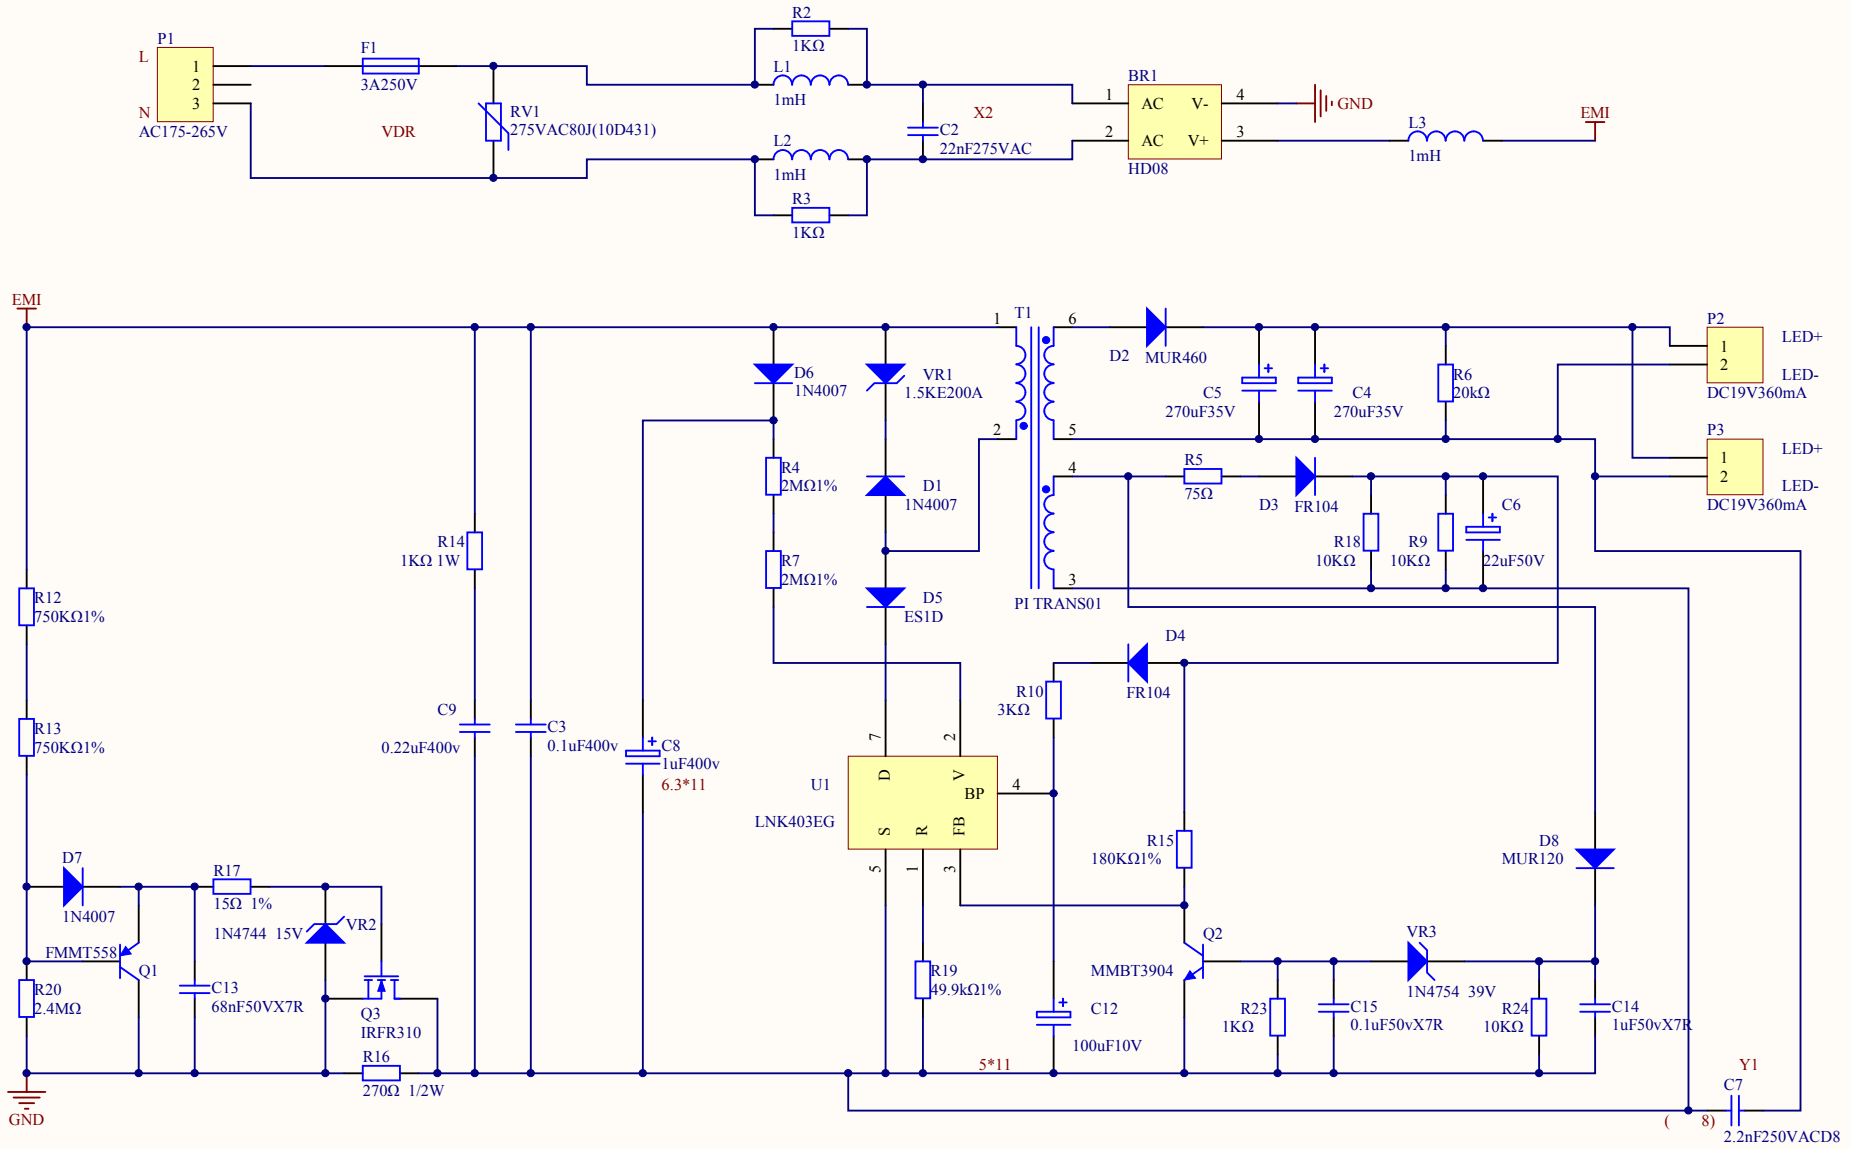 P1
L
1
2
3
N
AC175-265V
F1
3A250V
VDR
RV1
275VAC80J(10D431)
R2
1KΩ
L1
1mH
L2
1mH
R3
1KΩ
X2
C2
22nF275VAC
BR1
1
AC
V-
4
2
AC
V+
3
HD08
GND
L3
1mH
EMI
EMI
R12
750KΩ1%
R13
750KΩ1%
D7
1N4007
FMMT558
Q1
R20
2.4MΩ
GND
R17
15Ω 1%
1N4744 15V
VR2
C13
68nF50VX7R
Q3
IRFR310
R16
270Ω 1/2W
R14
1KΩ 1W
C9
0.22uF400v
C3
0.1uF400v
C8
1uF400v
6.3*11
D6
1N4007
VR1
1.5KE200A
R4
2MΩ1%
D1
1N4007
R7
2MΩ1%
D5
ES1D
T1
1
2
6
5
4
3
PI TRANS01
D2
MUR460
C5
270uF35V
C4
270uF35V
R6
20kΩ
P2
1
2
LED+
LED-
DC19V360mA
P3
1
2
LED+
LED-
DC19V360mA
R5
75Ω
D3
FR104
R18
10KΩ
R9
10KΩ
C6
22uF50V
D4
FR104
R10
3KΩ
U1
LNK403EG
7
D
2
V
BP
4
S
R
FB
5
1
3
R15
180KΩ1%
R19
49.9kΩ1%
C12
100uF10V
5*11
Q2
MMBT3904
R23
1KΩ
C15
0.1uF50vX7R
VR3
1N4754 39V
D8
MUR120
R24
10KΩ
C14
1uF50vX7R
Y1
C7
( 8)
2.2nF250VACD8